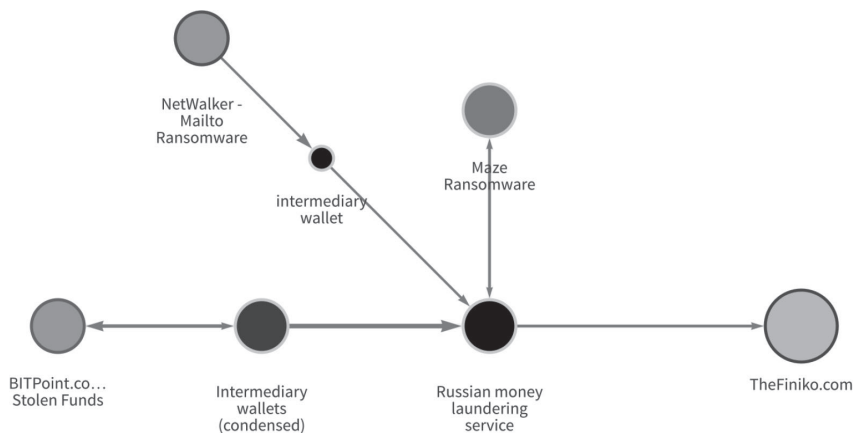 NetWalker -
Mailto
Ransomware
Maze
Ransomware
intermediary
wallet
BITPoint.co…
Stolen Funds
Intermediary
wallets
(condensed)
Russian money
laundering
service
TheFiniko.com